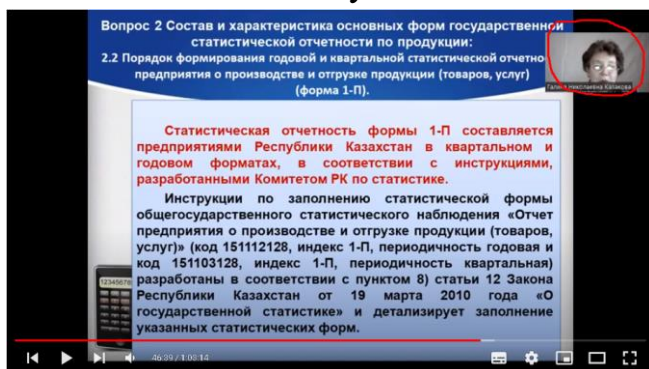 Вопрос 2 Состав и характеристика основных форм государственной
статистической отчетности по продукции:
2.2 Порядок формирования годовой и квартальной статистической отчетно
предприятия о производстве и отгрузке продукции (товаров, услуг)
(форма 1-П).
Галина Николаевна Казакова
Статистическая отчетность формы 1-П составляется
предприятиями Республики Казахстан в квартальном и
годовом форматах, в соответствии с инструкциями,
разработанными Комитетом РК по статистике.
Инструкции по заполнению статистической формы
общегосударственного статистического наблюдения «Отчет
предприятия о производстве и отгрузке продукции (товаров,
услуг)» (код 151112128, индекс 1-П, периодичность годовая и
код 151103128, индекс 1-П, периодичность квартальная)
разработаны в соответствии с пунктом 8) статьи 12 Закона
Республики Казахстан от 19 марта 2010 года «О
государственной статистике» и детализирует заполнение
указанных статистических форм.
12345678
46:39 / 1:00:14